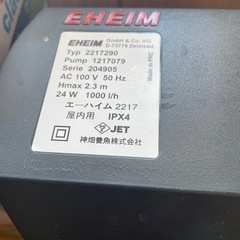 EHEIM
EHEIM
GmbH & Co. KG
D-73779 Deizisau
Typ 2217290
Pump 1217079
Serie 204905
AC 100 V 50 Hz
Hmax 2.3 m
24 W 1000 l/h
Made in PRC
エーハイム 2217
屋内用 IPX4
JET
神畑養魚株式会社